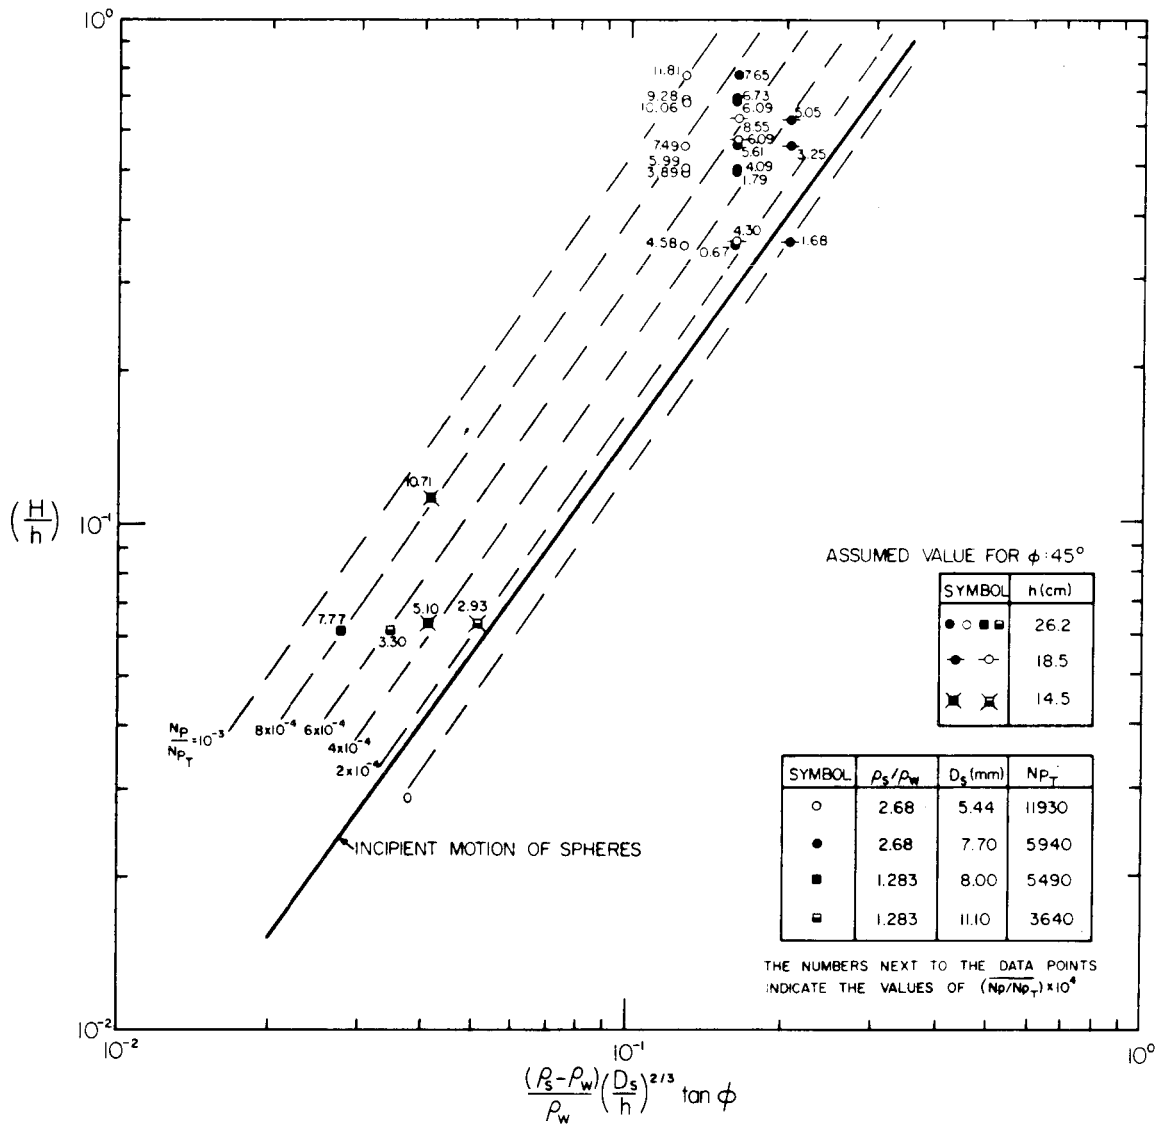 10⁰
11.81
7.65
9.28
6.73
10.06
6.09
5.05
8.55
7.49
6.09
5.61
3.25
5.99
4.09
3.89
1.79
4.30
4.58
0.67
1.68
(H/h)
10⁻¹
10.71
ASSUMED VALUE FOR ϕ:45°
SYMBOL h(cm)
26.2
18.5
14.5
7.77
3.30
5.10
2.93
Np/NpT =10⁻³
8x10⁻⁴
6x10⁻⁴
4x10⁻⁴
2x10⁻⁴
0
INCIPIENT MOTION OF SPHERES
SYMBOL ρs/ρw Ds(mm) NpT
2.68 5.44 11930
2.68 7.70 5940
1.283 8.00 5490
1.283 11.10 3640
THE NUMBERS NEXT TO THE DATA POINTS
INDICATE THE VALUES OF (Np/NpT)x10⁴
10⁻²
10⁻² 10⁻¹ 10⁰
(ρs-ρw)/ρw (Ds/h)^2/3 tan ϕ